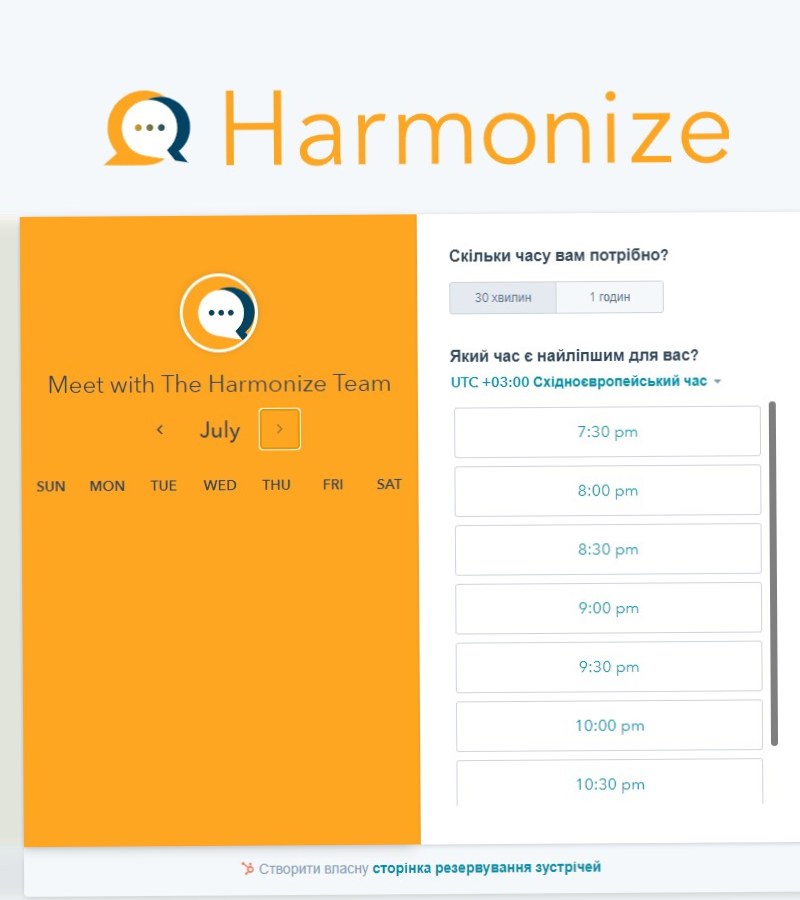 Harmonize
Meet with The Harmonize Team
July
SUN MON TUE WED THU FRI SAT
Скільки часу вам потрібно?
30 хвилин 1 годин
Який час є найліпшим для вас?
UTC +03:00 Східноєвропейський час
7:30 pm
8:00 pm
8:30 pm
9:00 pm
9:30 pm
10:00 pm
10:30 pm
Створити власну сторінка резервування зустрічей